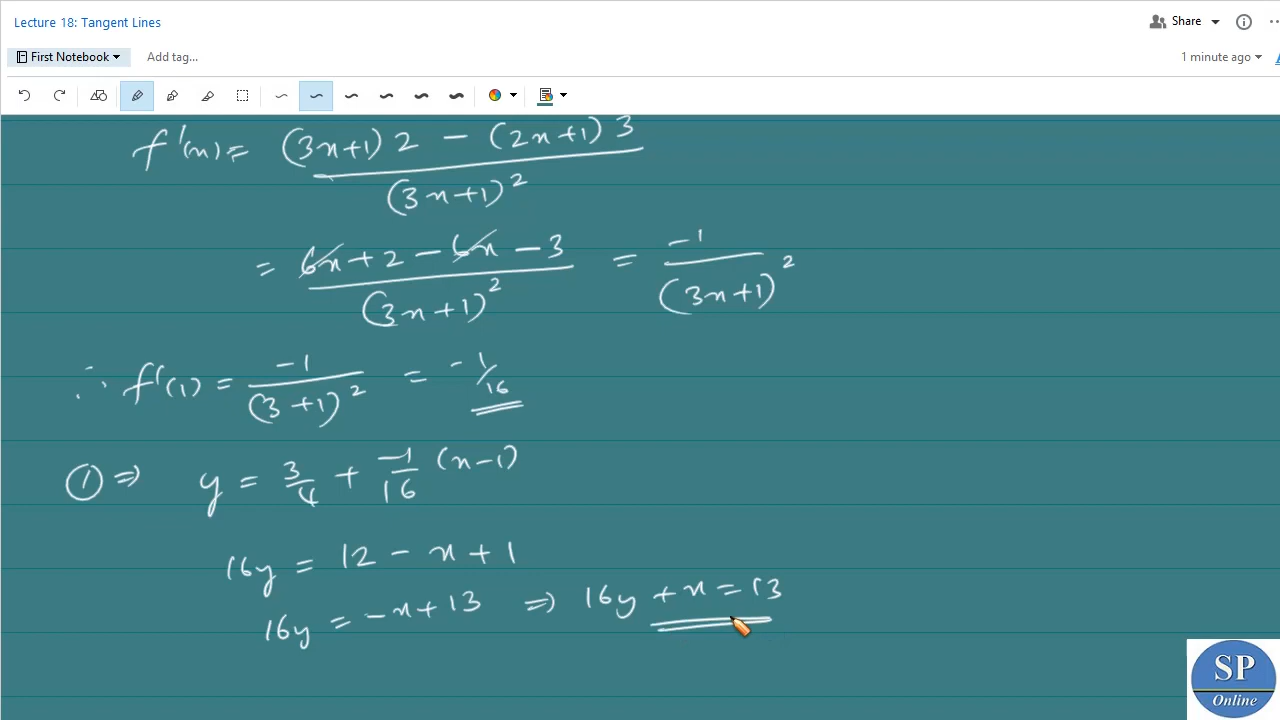 Lecture 18: Tangent Lines
Share
First Notebook Add tag... 1 minute ago
f'(x) = (3x+1) 2 - (2x+1) 3 / (3x+1)²
= 6x + 2 - 6x - 3 / (3x+1)² = -1 / (3x+1)²
∴ f'(1) = -1 / (3+1)² = -1/16
① ⇒ y = 3/4 + -1/16 (x-1)
16y = 12 - x + 1
16y = -x + 13 ⇒ 16y + x = 13
SP
Online